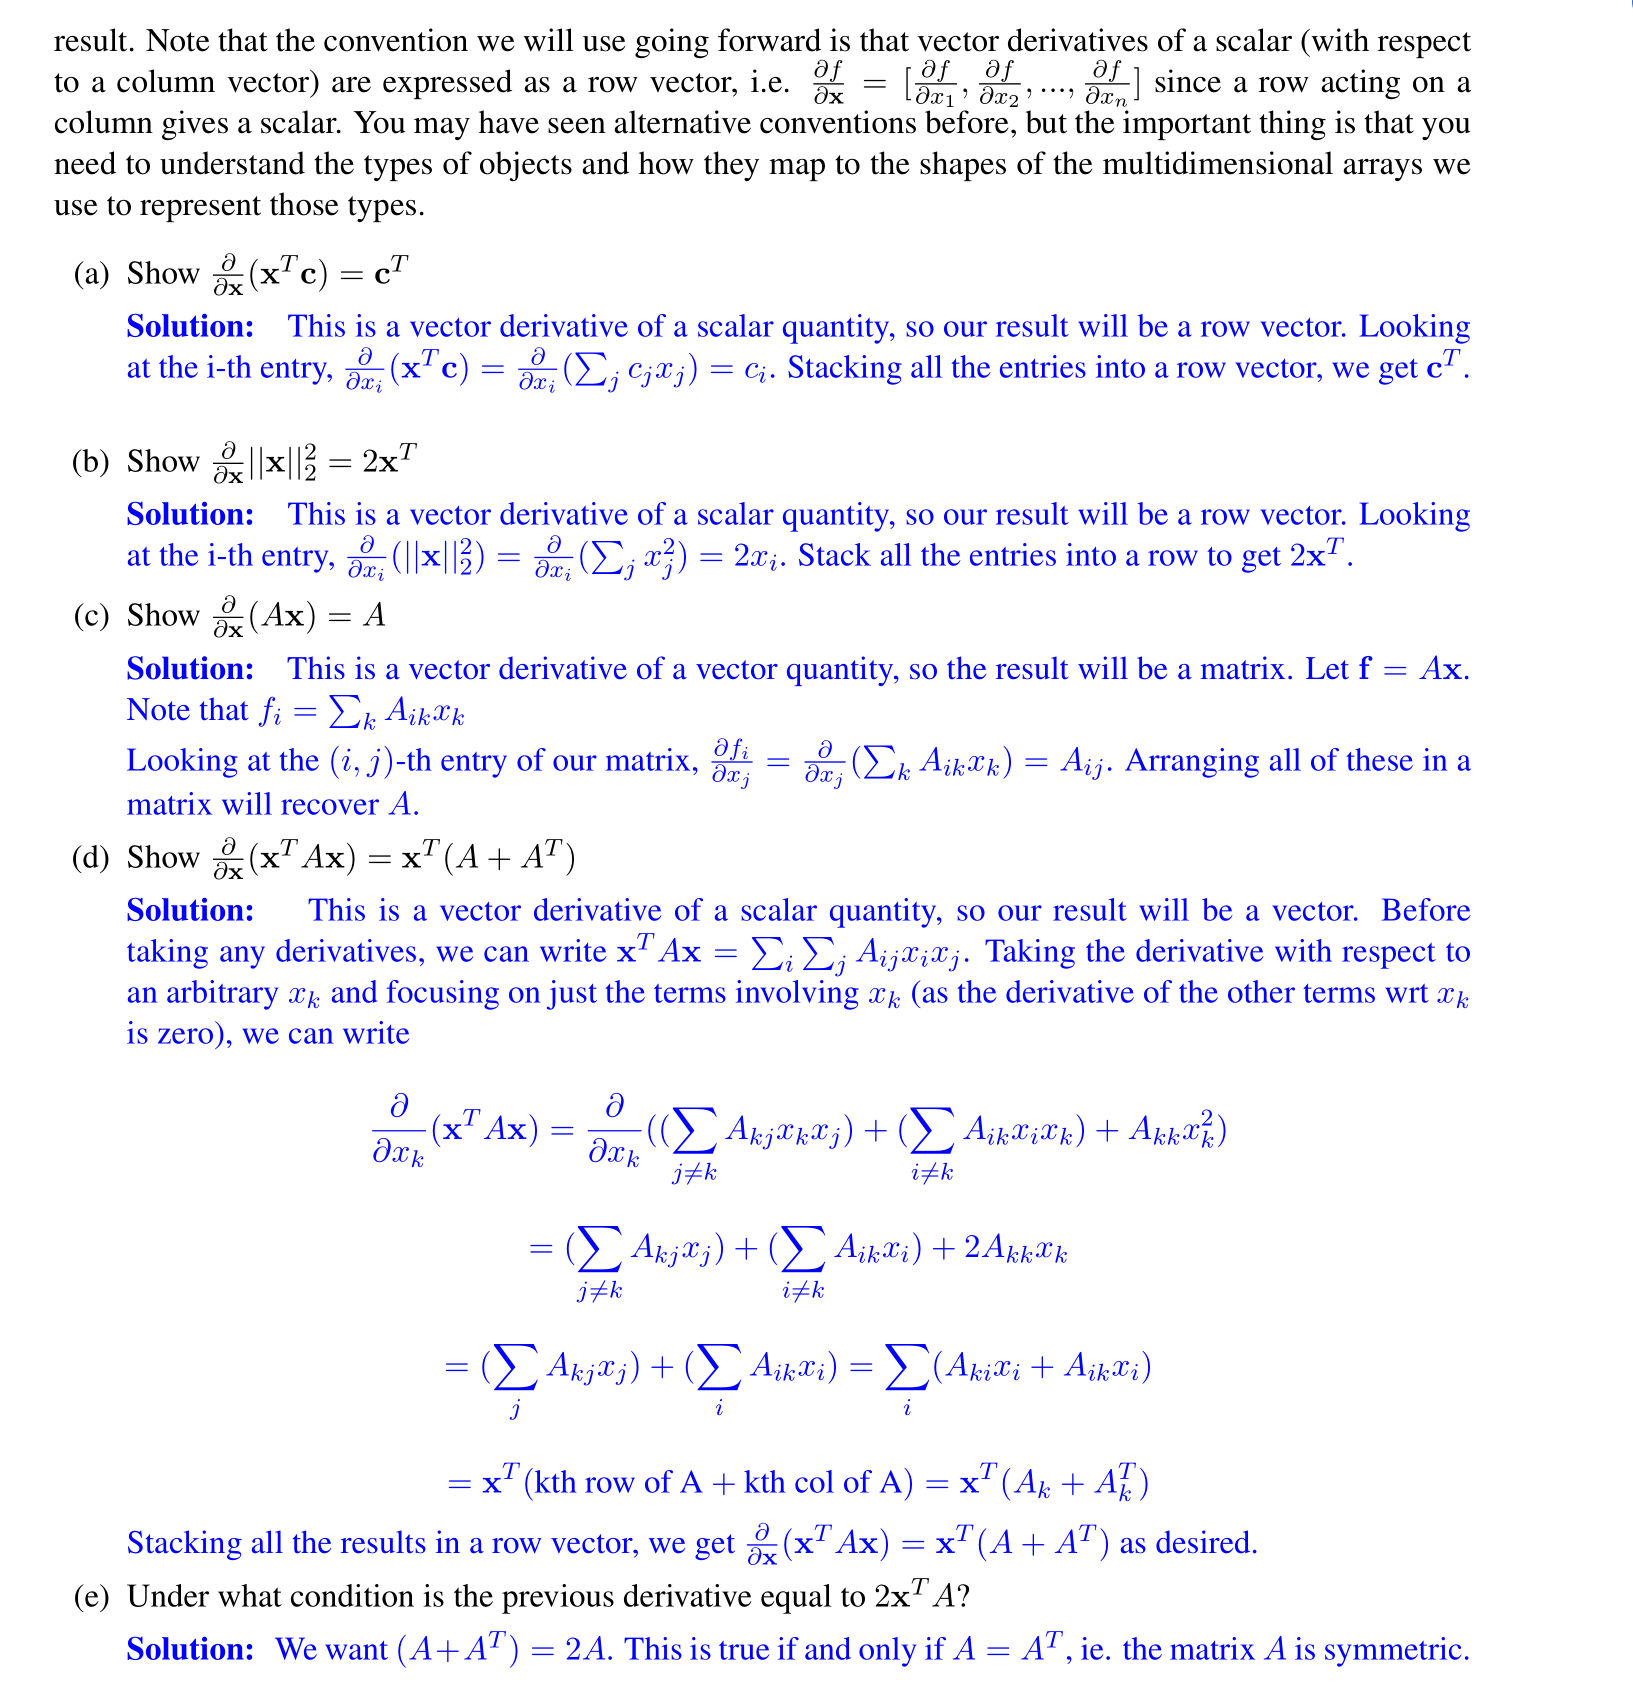 result. Note that the convention we will use going forward is that vector derivatives of a scalar (with respect
to a column vector) are expressed as a row vector, i.e. $\frac{\partial f}{\partial \mathbf{x}} = [\frac{\partial f}{\partial x_1}, \frac{\partial f}{\partial x_2}, ..., \frac{\partial f}{\partial x_n}]$ since a row acting on a
column gives a scalar. You may have seen alternative conventions before, but the important thing is that you
need to understand the types of objects and how they map to the shapes of the multidimensional arrays we
use to represent those types.
(a) Show $\frac{\partial}{\partial \mathbf{x}}(\mathbf{x}^T\mathbf{c}) = \mathbf{c}^T$
Solution: This is a vector derivative of a scalar quantity, so our result will be a row vector. Looking
at the i-th entry, $\frac{\partial}{\partial x_i}(\mathbf{x}^T\mathbf{c}) = \frac{\partial}{\partial x_i}(\sum_j c_j x_j) = c_i$. Stacking all the entries into a row vector, we get $\mathbf{c}^T$.
(b) Show $\frac{\partial}{\partial \mathbf{x}}||\mathbf{x}||_2^2 = 2\mathbf{x}^T$
Solution: This is a vector derivative of a scalar quantity, so our result will be a row vector. Looking
at the i-th entry, $\frac{\partial}{\partial x_i}(||\mathbf{x}||_2^2) = \frac{\partial}{\partial x_i}(\sum_j x_j^2) = 2x_i$. Stack all the entries into a row to get $2\mathbf{x}^T$.
(c) Show $\frac{\partial}{\partial \mathbf{x}}(A\mathbf{x}) = A$
Solution: This is a vector derivative of a vector quantity, so the result will be a matrix. Let $\mathbf{f} = A\mathbf{x}$.
Note that $f_i = \sum_k A_{ik}x_k$
Looking at the $(i, j)$-th entry of our matrix, $\frac{\partial f_i}{\partial x_j} = \frac{\partial}{\partial x_j}(\sum_k A_{ik}x_k) = A_{ij}$. Arranging all of these in a
matrix will recover $A$.
(d) Show $\frac{\partial}{\partial \mathbf{x}}(\mathbf{x}^T A\mathbf{x}) = \mathbf{x}^T(A + A^T)$
Solution: This is a vector derivative of a scalar quantity, so our result will be a vector. Before
taking any derivatives, we can write $\mathbf{x}^T A\mathbf{x} = \sum_i \sum_j A_{ij}x_i x_j$. Taking the derivative with respect to
an arbitrary $x_k$ and focusing on just the terms involving $x_k$ (as the derivative of the other terms wrt $x_k$
is zero), we can write
$\frac{\partial}{\partial x_k}(\mathbf{x}^T A\mathbf{x}) = \frac{\partial}{\partial x_k}((\sum_{j \neq k} A_{kj}x_k x_j) + (\sum_{i \neq k} A_{ik}x_i x_k) + A_{kk}x_k^2)$
$= (\sum_{j \neq k} A_{kj}x_j) + (\sum_{i \neq k} A_{ik}x_i) + 2A_{kk}x_k$
$= (\sum_j A_{kj}x_j) + (\sum_i A_{ik}x_i) = \sum_i (A_{ki}x_i + A_{ik}x_i)$
$= \mathbf{x}^T(\text{kth row of A} + \text{kth col of A}) = \mathbf{x}^T(A_k + A_k^T)$
Stacking all the results in a row vector, we get $\frac{\partial}{\partial \mathbf{x}}(\mathbf{x}^T A\mathbf{x}) = \mathbf{x}^T(A + A^T)$ as desired.
(e) Under what condition is the previous derivative equal to $2\mathbf{x}^T A$?
Solution: We want $(A + A^T) = 2A$. This is true if and only if $A = A^T$, ie. the matrix $A$ is symmetric.